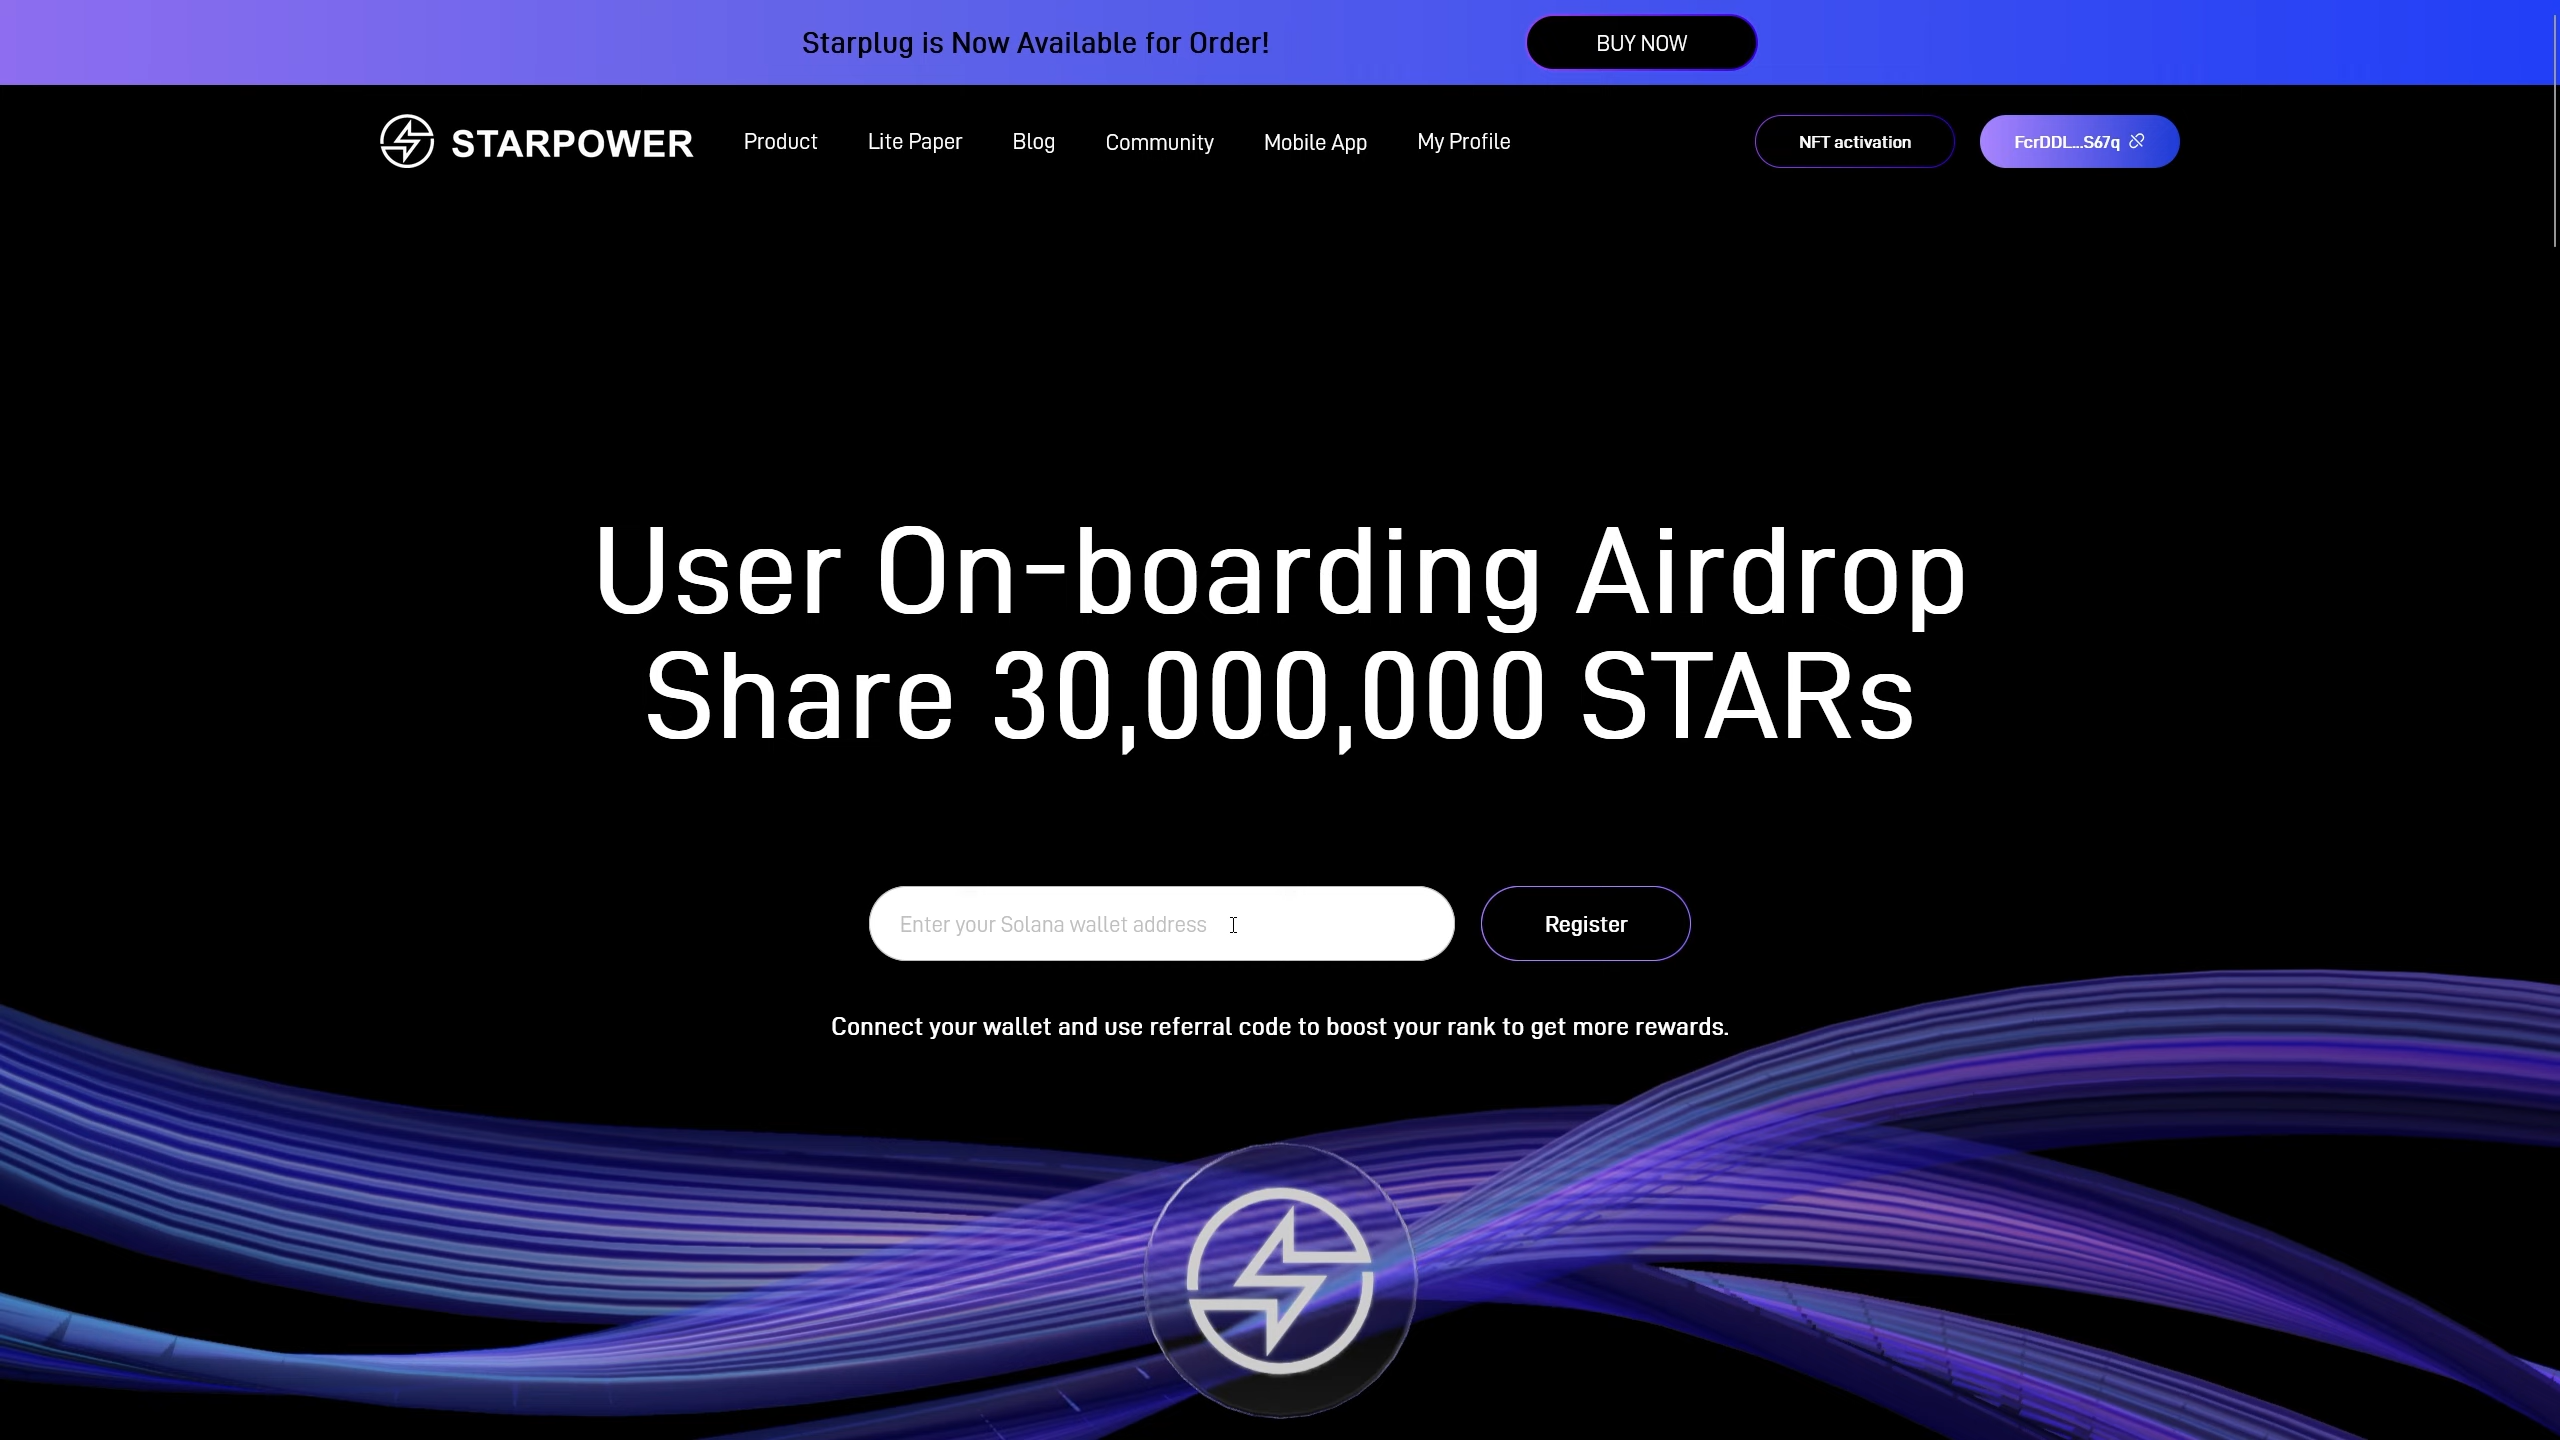 Starplug is Now Available for Order!
BUY NOW
STARPOWER
Product
Lite Paper
Blog
Community
Mobile App
My Profile
NFT activation
FcrDDL...S67q
User On-boarding Airdrop
Share 30,000,000 STARs
Enter your Solana wallet address
Register
Connect your wallet and use referral code to boost your rank to get more rewards.